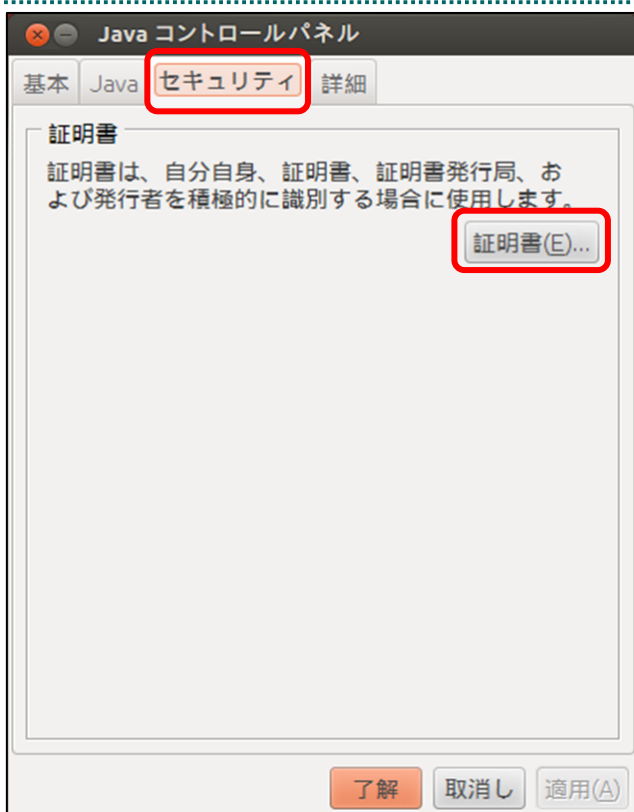 Java コントロールパネル
基本 Java セキュリティ 詳細
証明書
証明書は、自分自身、証明書、証明書発行局、お
よび発行者を積極的に識別する場合に使用します。
証明書(E)...
了解 取消し 適用(A)